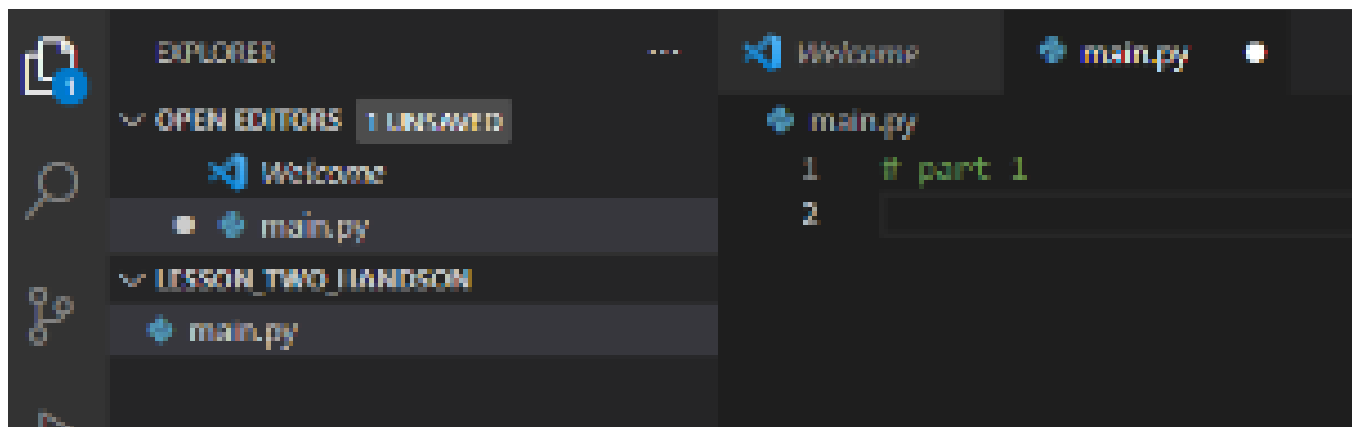 EXPLORER ...
1
OPEN EDITORS 1 UNSAVED
Welcome
main.py
LESSON_TWO_HANDSON
main.py
Welcome main.py
main.py
1 # part 1
2